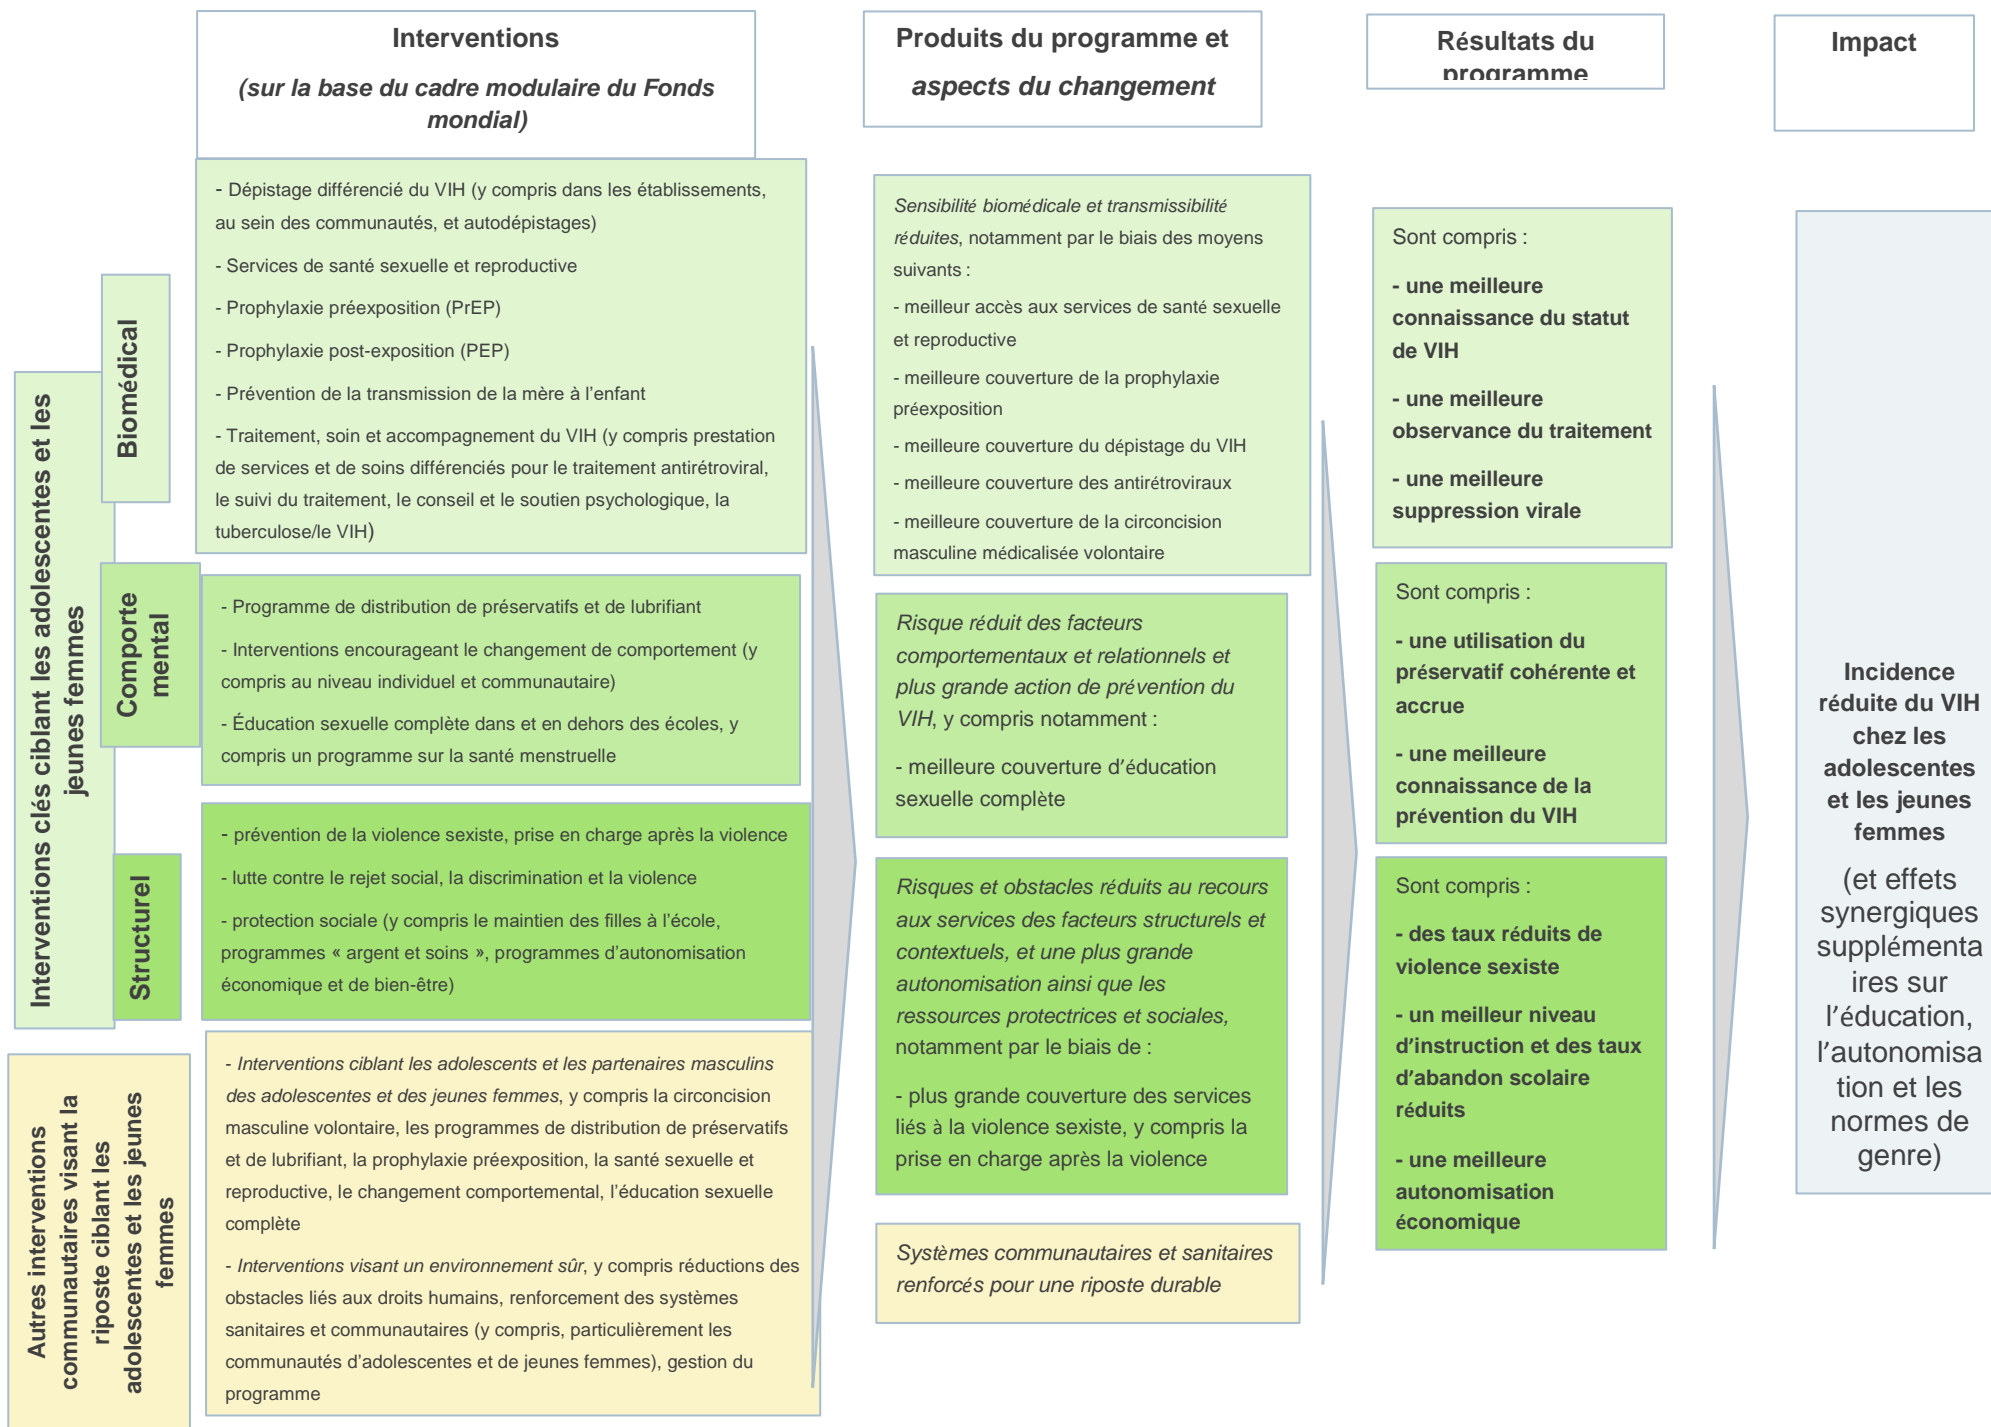 Interventions
(sur la base du cadre modulaire du Fonds
mondial)
Produits du programme et
aspects du changement
Résultats du
programme
Impact
Interventions clés ciblant les adolescentes et les
jeunes femmes
Biomédical
- Dépistage différencié du VIH (y compris dans les établissements,
au sein des communautés, et autodépistages)
- Services de santé sexuelle et reproductive
- Prophylaxie préexposition (PrEP)
- Prophylaxie post-exposition (PEP)
- Prévention de la transmission de la mère à l'enfant
- Traitement, soin et accompagnement du VIH (y compris prestation
de services et de soins différenciés pour le traitement antirétroviral,
le suivi du traitement, le conseil et le soutien psychologique, la
tuberculose/le VIH)
Comporte
mental
- Programme de distribution de préservatifs et de lubrifiant
- Interventions encourageant le changement de comportement (y
compris au niveau individuel et communautaire)
- Éducation sexuelle complète dans et en dehors des écoles, y
compris un programme sur la santé menstruelle
Structurel
- prévention de la violence sexiste, prise en charge après la violence
- lutte contre le rejet social, la discrimination et la violence
- protection sociale (y compris le maintien des filles à l'école,
programmes « argent et soins », programmes d'autonomisation
économique et de bien-être)
Autres interventions
communautaires visant la
riposte ciblant les
adolescentes et les jeunes
femmes
- Interventions ciblant les adolescents et les partenaires masculins
des adolescentes et des jeunes femmes, y compris la circoncision
masculine volontaire, les programmes de distribution de préservatifs
et de lubrifiant, la prophylaxie préexposition, la santé sexuelle et
reproductive, le changement comportemental, l'éducation sexuelle
complète
- Interventions visant un environnement sûr, y compris réductions des
obstacles liés aux droits humains, renforcement des systèmes
sanitaires et communautaires (y compris, particulièrement les
communautés d'adolescentes et de jeunes femmes), gestion du
programme
Sensibilité biomédicale et transmissibilité
réduites, notamment par le biais des moyens
suivants :
- meilleur accès aux services de santé sexuelle
et reproductive
- meilleure couverture de la prophylaxie
préexposition
- meilleure couverture du dépistage du VIH
- meilleure couverture des antirétroviraux
- meilleure couverture de la circoncision
masculine médicalisée volontaire
Risque réduit des facteurs
comportementaux et relationnels et
plus grande action de prévention du
VIH, y compris notamment :
- meilleure couverture d'éducation
sexuelle complète
Risques et obstacles réduits au recours
aux services des facteurs structurels et
contextuels, et une plus grande
autonomisation ainsi que les
ressources protectrices et sociales,
notamment par le biais de :
- plus grande couverture des services
liés à la violence sexiste, y compris la
prise en charge après la violence
Systèmes communautaires et sanitaires
renforcés pour une riposte durable
Sont compris :
- une meilleure
connaissance du statut
de VIH
- une meilleure
observance du traitement
- une meilleure
suppression virale
Sont compris :
- une utilisation du
préservatif cohérente et
accrue
- une meilleure
connaissance de la
prévention du VIH
Sont compris :
- des taux réduits de
violence sexiste
- un meilleur niveau
d'instruction et des taux
d'abandon scolaire
réduits
- une meilleure
autonomisation
économique
Incidence
réduite du VIH
chez les
adolescentes
et les jeunes
femmes
(et effets
synergiques
supplémenta
ires sur
l'éducation,
l'autonomisa
tion et les
normes de
genre)